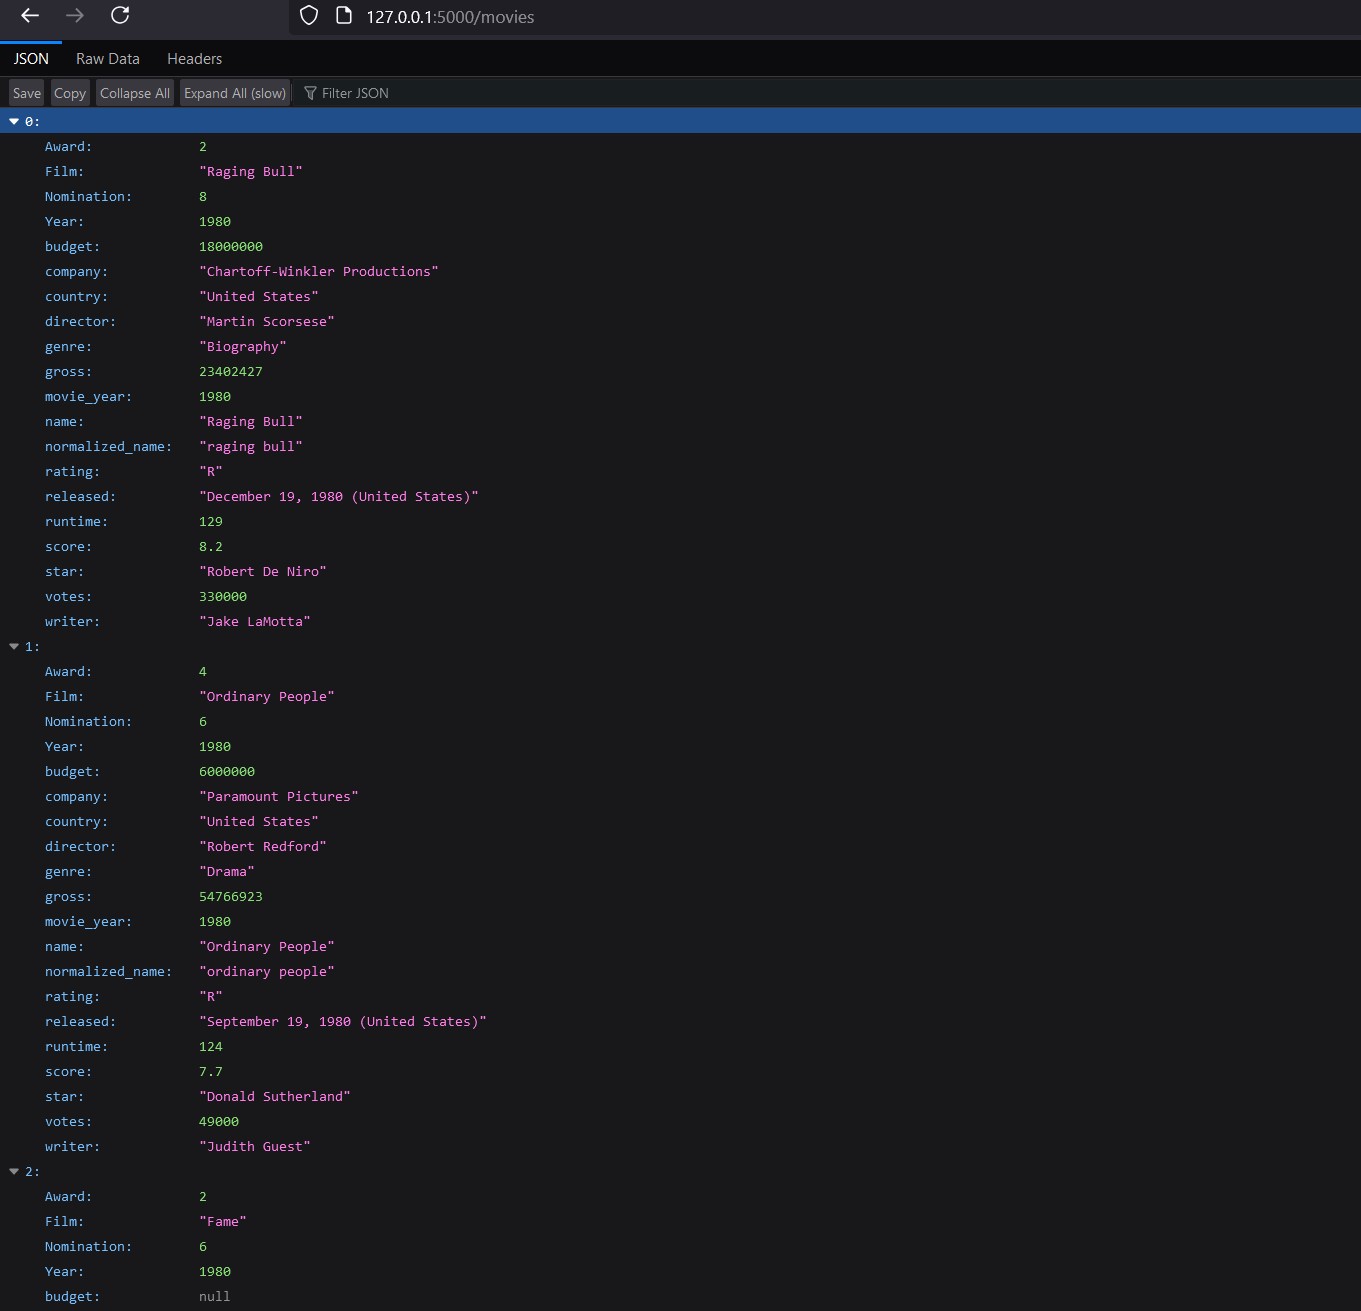 127.0.0.1:5000/movies
JSON Raw Data Headers
Save Copy Collapse All Expand All (slow) Filter JSON
0:
Award: 2
Film: "Raging Bull"
Nomination: 8
Year: 1980
budget: 18000000
company: "Chartoff-Winkler Productions"
country: "United States"
director: "Martin Scorsese"
genre: "Biography"
gross: 23402427
movie_year: 1980
name: "Raging Bull"
normalized_name: "raging bull"
rating: "R"
released: "December 19, 1980 (United States)"
runtime: 129
score: 8.2
star: "Robert De Niro"
votes: 330000
writer: "Jake LaMotta"
1:
Award: 4
Film: "Ordinary People"
Nomination: 6
Year: 1980
budget: 6000000
company: "Paramount Pictures"
country: "United States"
director: "Robert Redford"
genre: "Drama"
gross: 54766923
movie_year: 1980
name: "Ordinary People"
normalized_name: "ordinary people"
rating: "R"
released: "September 19, 1980 (United States)"
runtime: 124
score: 7.7
star: "Donald Sutherland"
votes: 49000
writer: "Judith Guest"
2:
Award: 2
Film: "Fame"
Nomination: 6
Year: 1980
budget: null